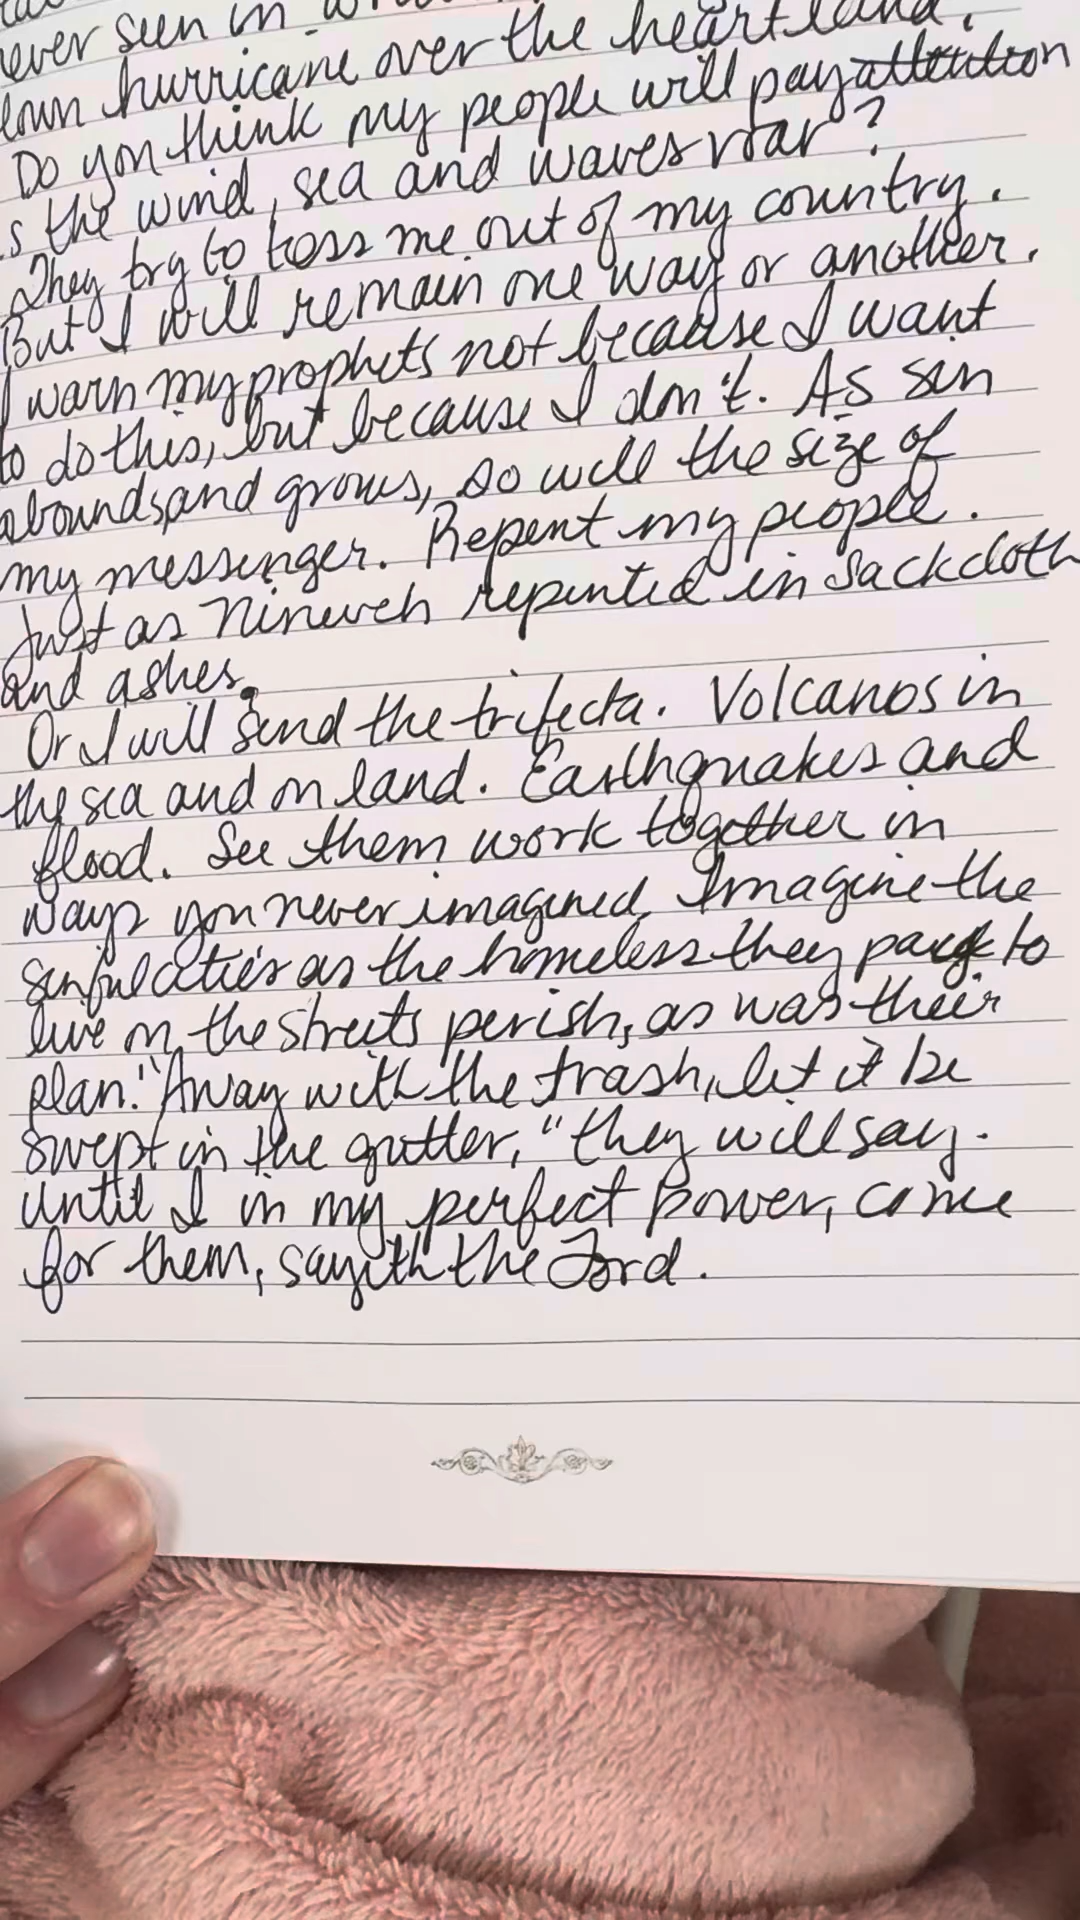 never seen in
hurricane over the heartland.
Do you think my people will pay attention
as the wind, sea and waves roar?
They try to toss me out of my country.
But I will remain one way or another.
I warn my prophets not because I want
to do this, but because I don't. As sin
abounds, and grows, so will the size of
my messenger. Repent my people.
Just as Nineveh repented in sackcloth
and ashes.
Or I will send the trifecta. Volcanos in
the sea and on land. Earthquakes and
flood. See them work together in
ways you never imagined. Imagine the
sinful cities as the homeless they pay to
live on the streets perish, as was their
plan. "Away with the trash, let it be
swept in the gutter," they will say.
Until I in my perfect power, come
for them, sayith the Lord.